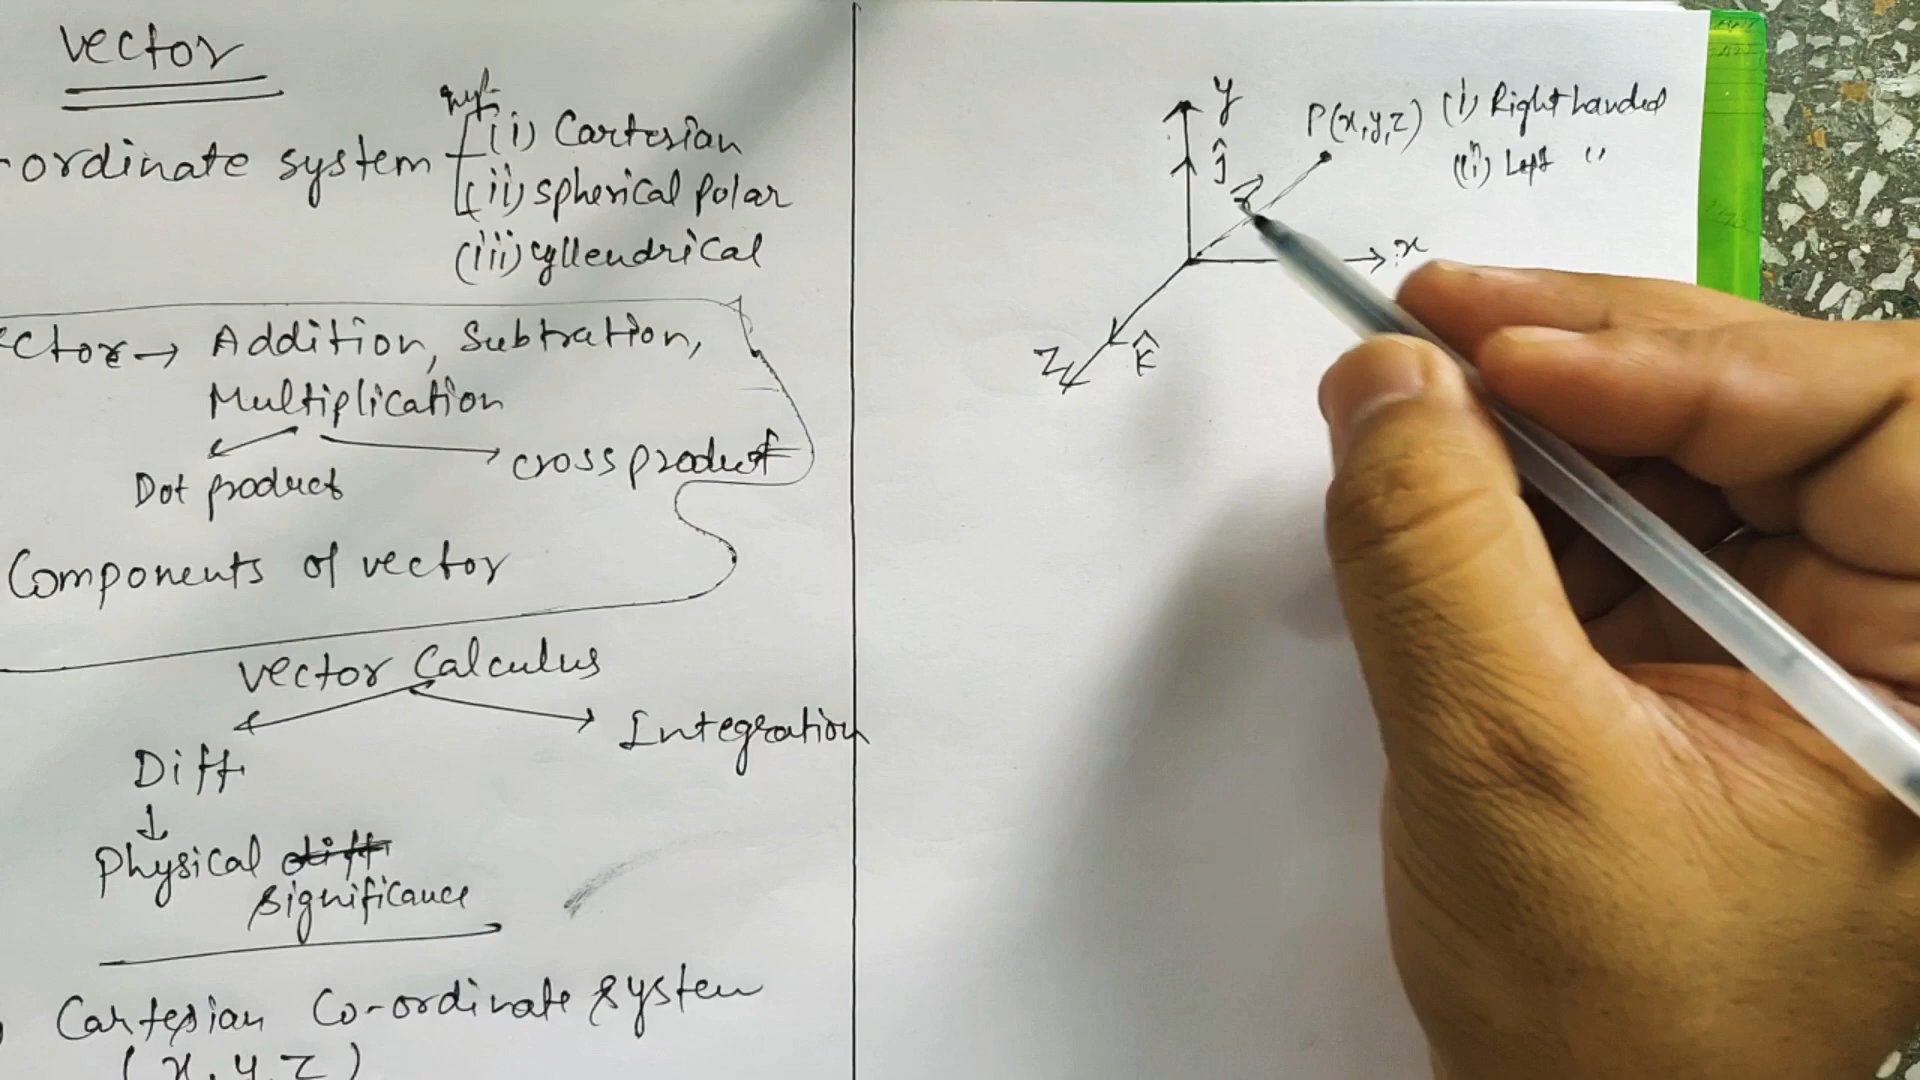 vector
-ordinate system
(i) Cartesian
(ii) spherical polar
(iii) cyllendrical
ctor → Addition, Subtration,
Multiplication
Dot product
cross product
Components of vector
vector Calculus
Diff
Integration
Physical
significance
Cartesian Co-ordinate system
(x, y, z)
y
ĵ
P(x,y,z)
(i) Right handed
(ii) Left "
x
z
k̂